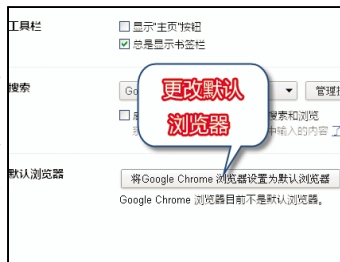 工具栏
显示"主页"按钮
总是显示书签栏
搜索
Go
管理
更改默认
浏览器
搜索和浏览
中输入的内容
默认浏览器
将Google Chrome 浏览器设置为默认浏览器
Google Chrome 浏览器目前不是默认浏览器。